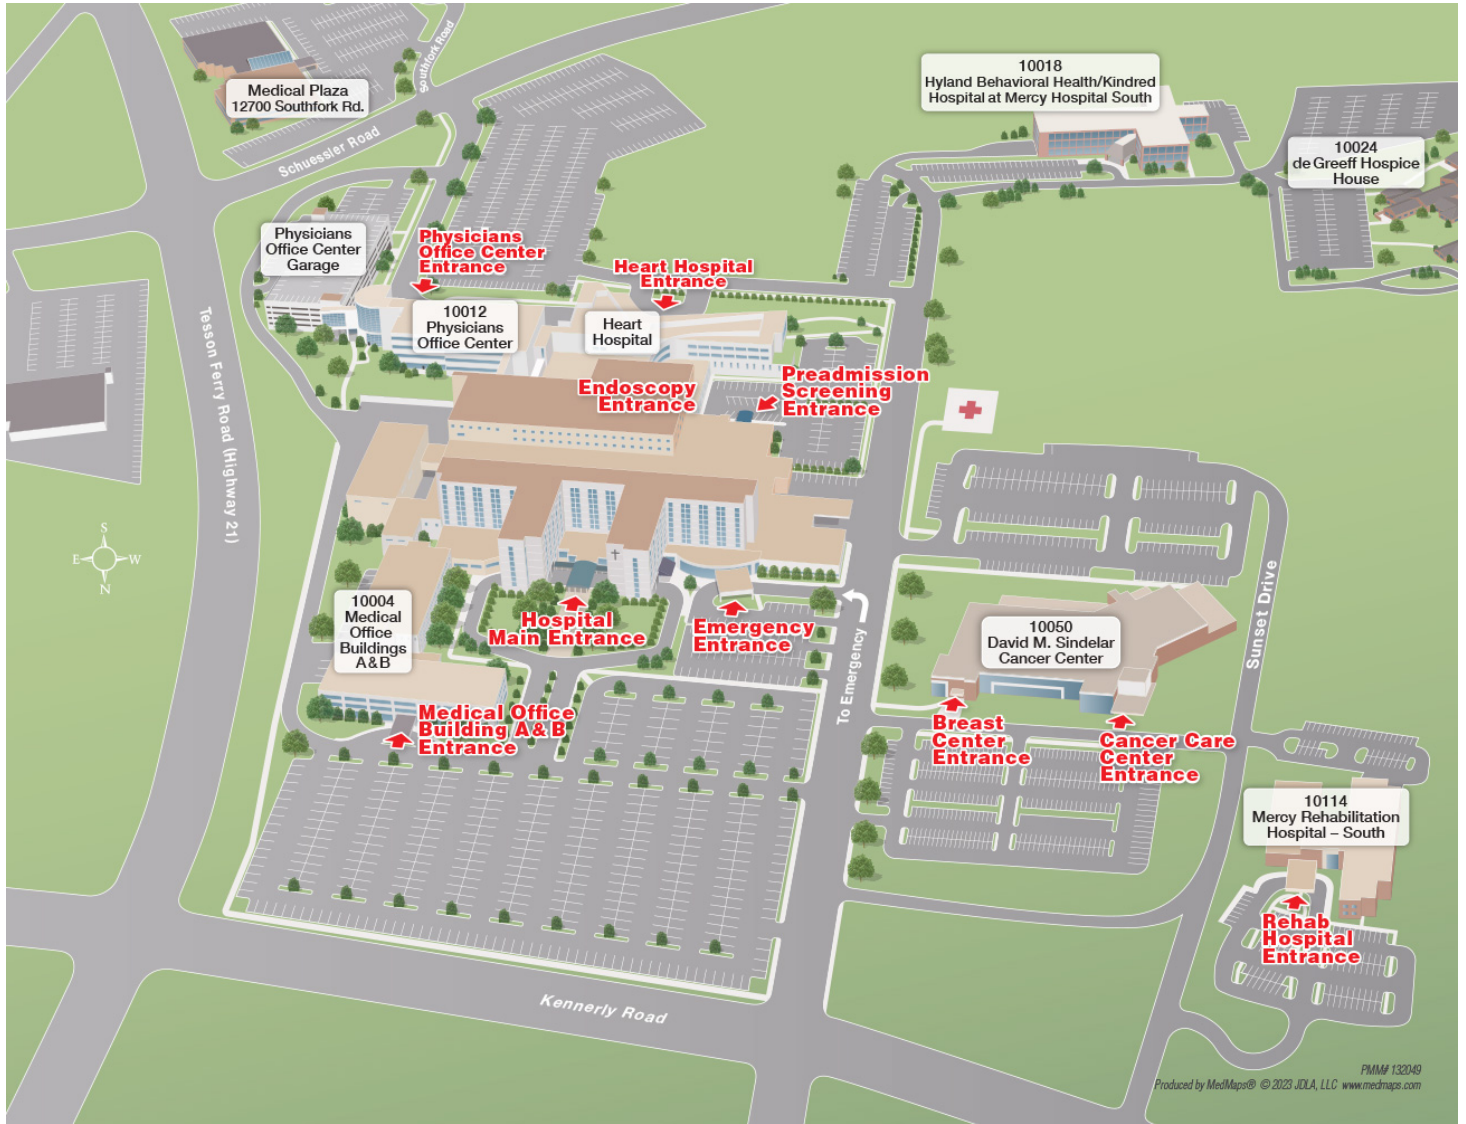 Southfork Road
Medical Plaza
12700 Southfork Rd.
Schuessler Road
10018
Hyland Behavioral Health/Kindred
Hospital at Mercy Hospital South
10024
de Greeff Hospice
House
Physicians
Office Center
Garage
Physicians
Office Center
Entrance
Heart Hospital
Entrance
10012
Physicians
Office Center
Heart
Hospital
Endoscopy
Entrance
Preadmission
Screening
Entrance
Tesson Ferry Road (Highway 21)
S
E
W
N
10004
Medical
Office
Buildings
A&B
Hospital
Main Entrance
Emergency
Entrance
To Emergency
10050
David M. Sindelar
Cancer Center
Sunset Drive
Medical Office
Building A & B
Entrance
Breast
Center
Entrance
Cancer Care
Center
Entrance
10114
Mercy Rehabilitation
Hospital – South
Rehab
Hospital
Entrance
Kennerly Road
PMM# 132049
Produced by MedMaps® © 2023 JDLA, LLC www.medmaps.com